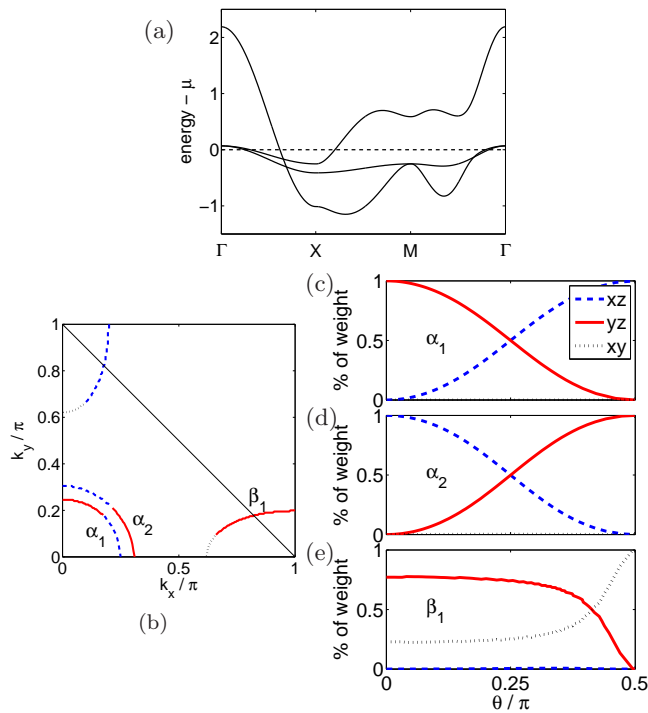 (a)
energy − μ
2
1
0
−1
Γ X M Γ
(b)
k_y / π
1
0.8
0.6
0.4
0.2
0
0 0.5 1
k_x / π
α_1
α_2
β_1
(c)
% of weight
1
0.5
0
α_1
xz
yz
xy
(d)
% of weight
1
0.5
0
α_2
(e)
% of weight
1
0.5
0
β_1
0 0.25 0.5
θ / π